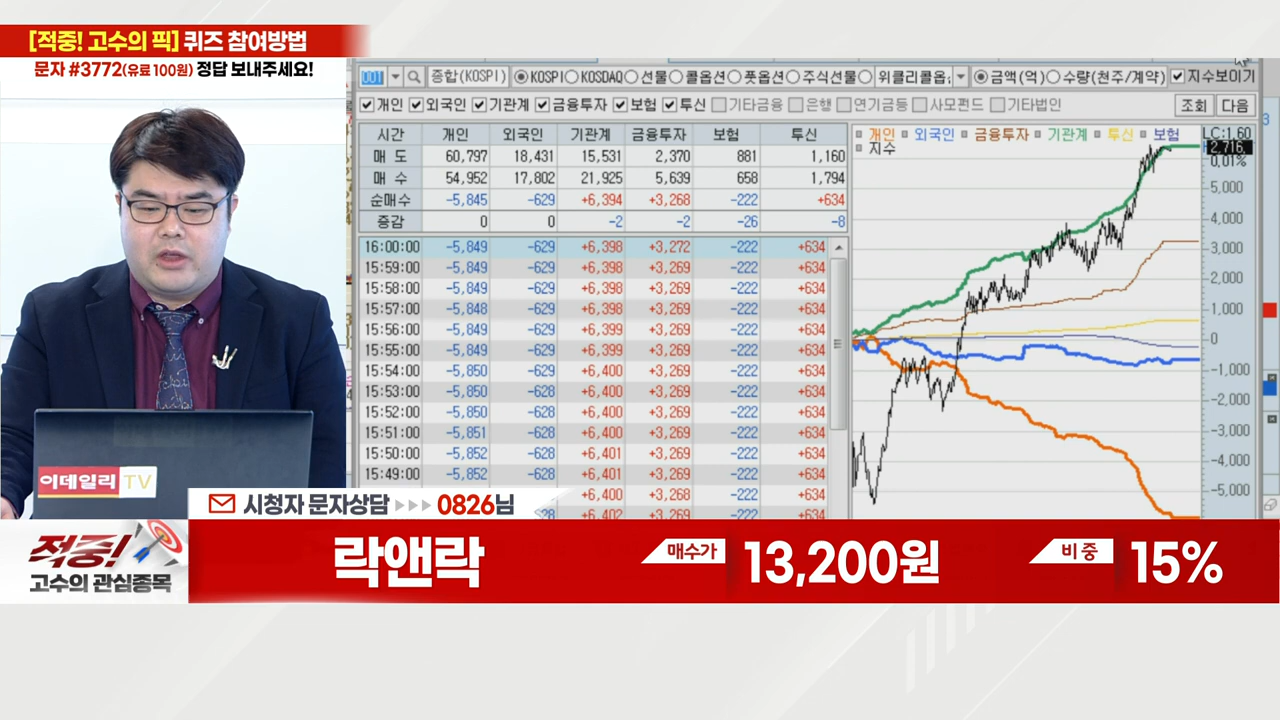 [적중! 고수의 픽] 퀴즈 참여방법
문자 #3772(유료 100원) 정답 보내주세요!
001 종합(KOSPI) KOSPI KOSDAQ 선물 콜옵션 풋옵션 주식선물 위클리콜옵 금액(억) 수량(천주/계약) 지수보이기
개인 외국인 기관계 금융투자 보험 투신 기타금융 은행 연기금등 사모펀드 기타법인 조회 다음
시간 개인 외국인 기관계 금융투자 보험 투신
매 도 60,797 18,431 15,531 2,370 881 1,160
매 수 54,952 17,802 21,925 5,639 658 1,794
순매수 -5,845 -629 +6,394 +3,268 -222 +634
증감 0 0 -2 -2 -26 -8
16:00:00 -5,849 -629 +6,398 +3,272 -222 +634
15:59:00 -5,849 -629 +6,398 +3,269 -222 +634
15:58:00 -5,849 -629 +6,398 +3,269 -222 +634
15:57:00 -5,848 -629 +6,398 +3,269 -222 +634
15:56:00 -5,849 -629 +6,399 +3,269 -222 +634
15:55:00 -5,849 -629 +6,399 +3,269 -222 +634
15:54:00 -5,850 -629 +6,400 +3,269 -222 +634
15:53:00 -5,850 -628 +6,400 +3,269 -222 +634
15:52:00 -5,850 -628 +6,400 +3,269 -222 +634
15:51:00 -5,851 -628 +6,400 +3,269 -222 +634
15:50:00 -5,852 -628 +6,401 +3,269 -222 +634
15:49:00 -5,852 -628 +6,401 +3,269 -222 +634
+6,400 +3,268 -222 +634
+6,402 +3,269 -222 +634
개인 외국인 금융투자 기관계 투신 보험
지수
LC:1.60
2,716.
0,01%
5,000
4,000
3,000
2,000
1,000
0
-1,000
-2,000
-3,000
-4,000
-5,000
이데일리 TV
시청자 문자상담 0826님
적중!
고수의 관심종목
락앤락 매수가 13,200원 비중 15%